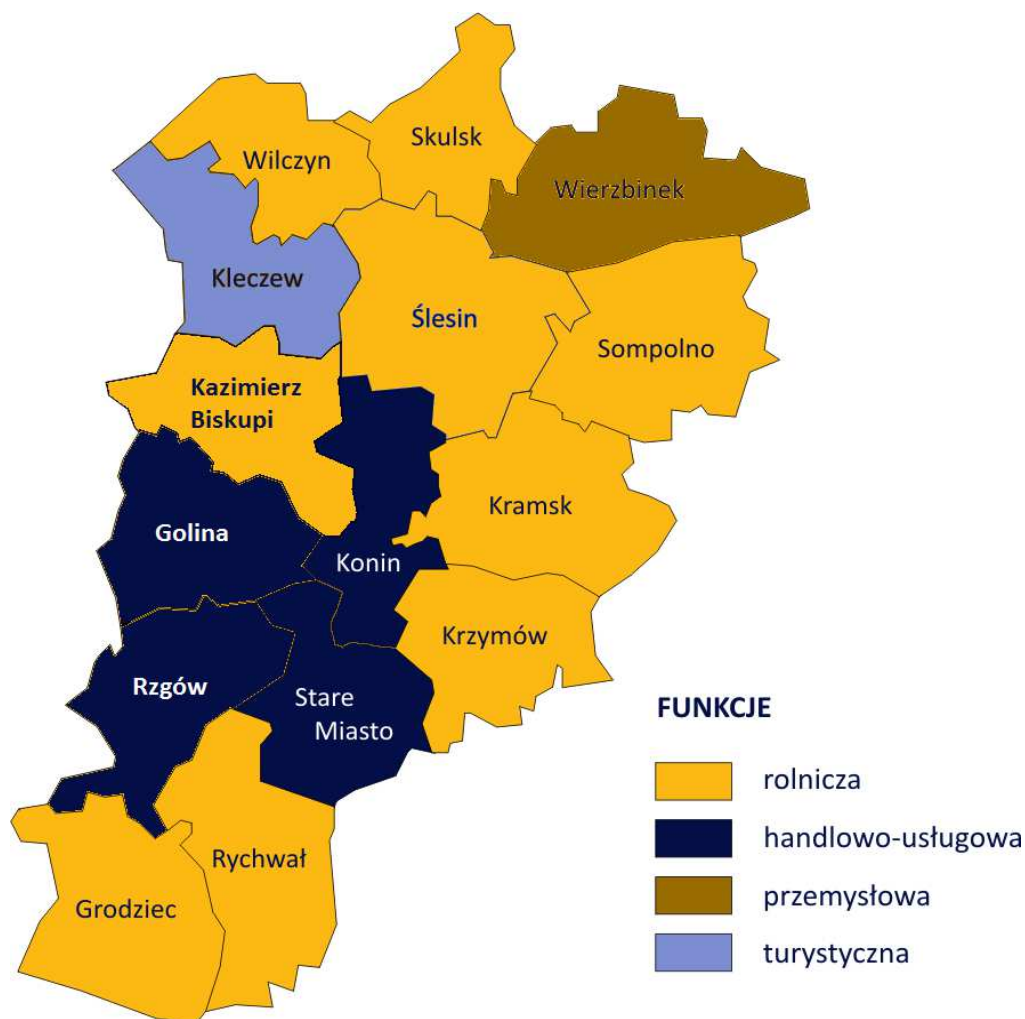 Skulsk
Wilczyn
Wierzbinek
Kleczew
Ślesin
Sompolno
Kazimierz
Biskupi
Kramsk
Golina
Konin
Krzymów
Rzgów
Stare
Miasto
Rychwał
Grodziec
FUNKCJE
rolnicza
handlowo-usługowa
przemysłowa
turystyczna